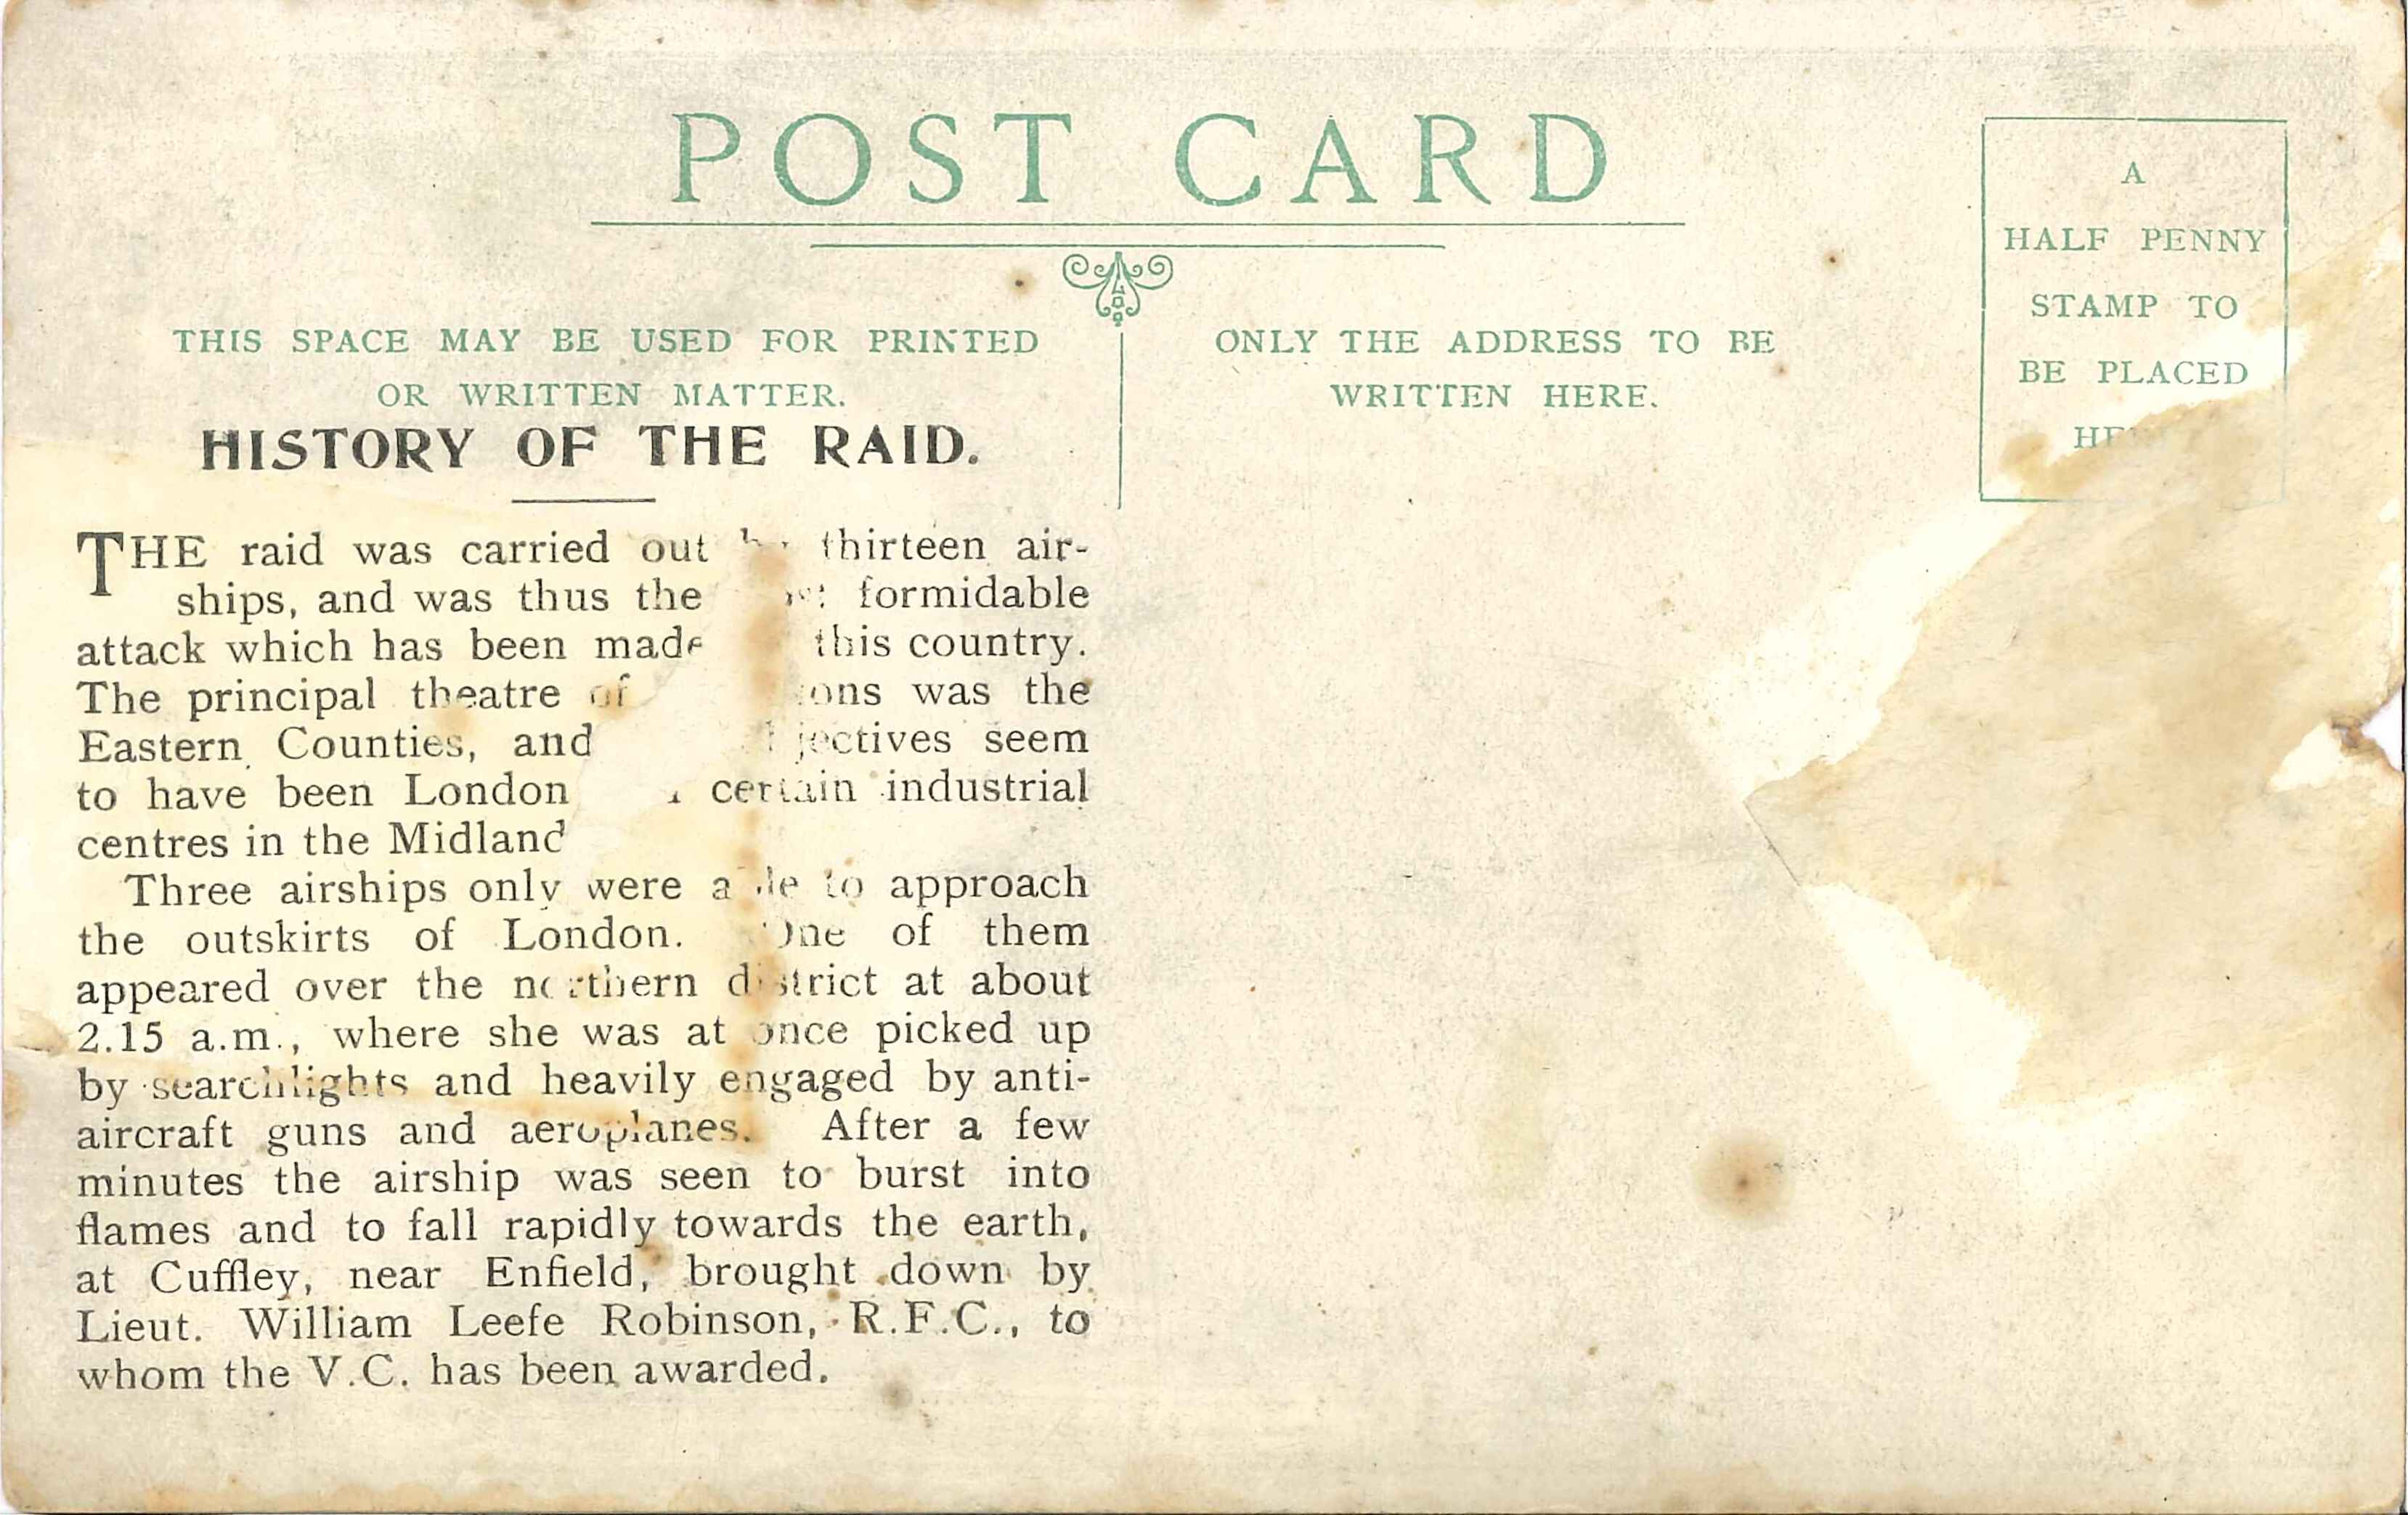 POST CARD
THIS SPACE MAY BE USED FOR PRINTED
OR WRITTEN MATTER.
ONLY THE ADDRESS TO BE
WRITTEN HERE.
A
HALF PENNY
STAMP TO
BE PLACED
HISTORY OF THE RAID.
THE raid was carried out thirteen air-
ships, and was thus the formidable
attack which has been made this country.
The principal theatre of was the
Eastern Counties, and seem
to have been London certain industrial
centres in the
Three airships only were able to approach
the outskirts of London. One of them
appeared over the northern district at about
2.15 a.m., where she was at once picked up
by searchlights and heavily engaged by anti-
aircraft guns and aeroplanes. After a few
minutes the airship was seen to burst into
flames and to fall rapidly towards the earth,
at Cuffley, near Enfield, brought down by
Lieut. William Leefe Robinson, R.F.C., to
whom the V.C. has been awarded.